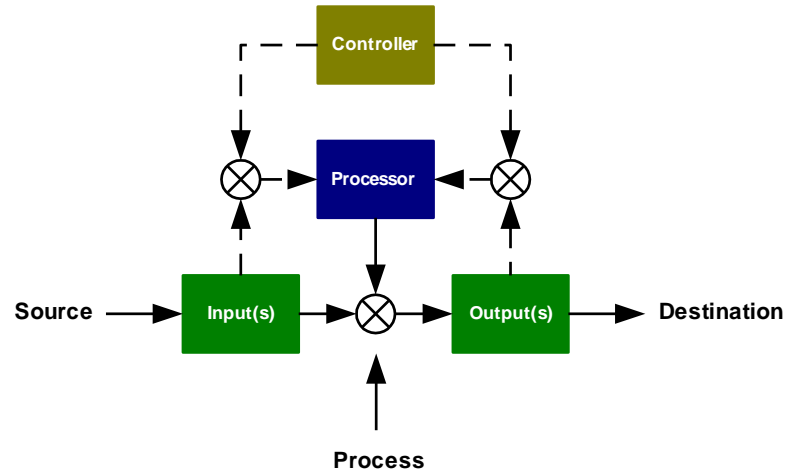 Controller
Processor
Source
Input(s)
Output(s)
Destination
Process